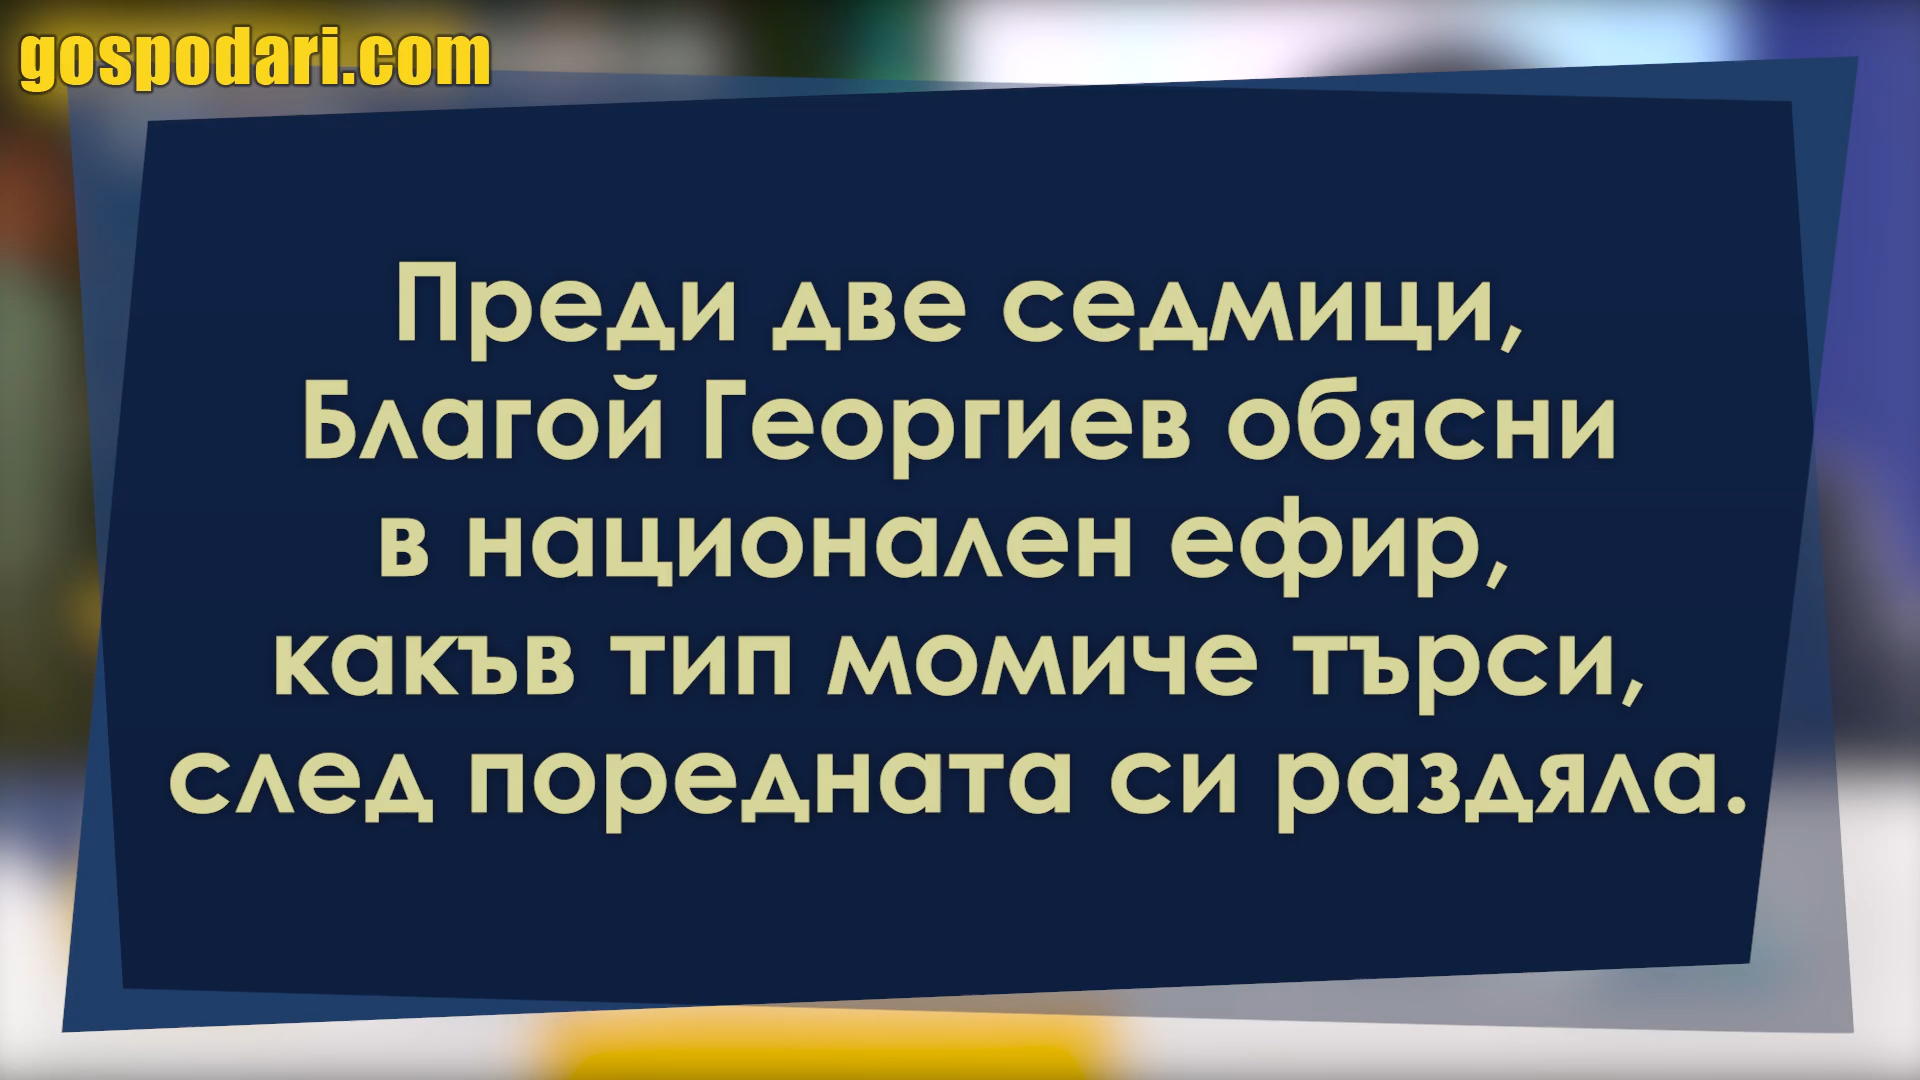 gospodari.com
Преди две седмици,
Благой Георгиев обясни
в национален ефир,
какъв тип момиче търси,
след поредната си раздяла.